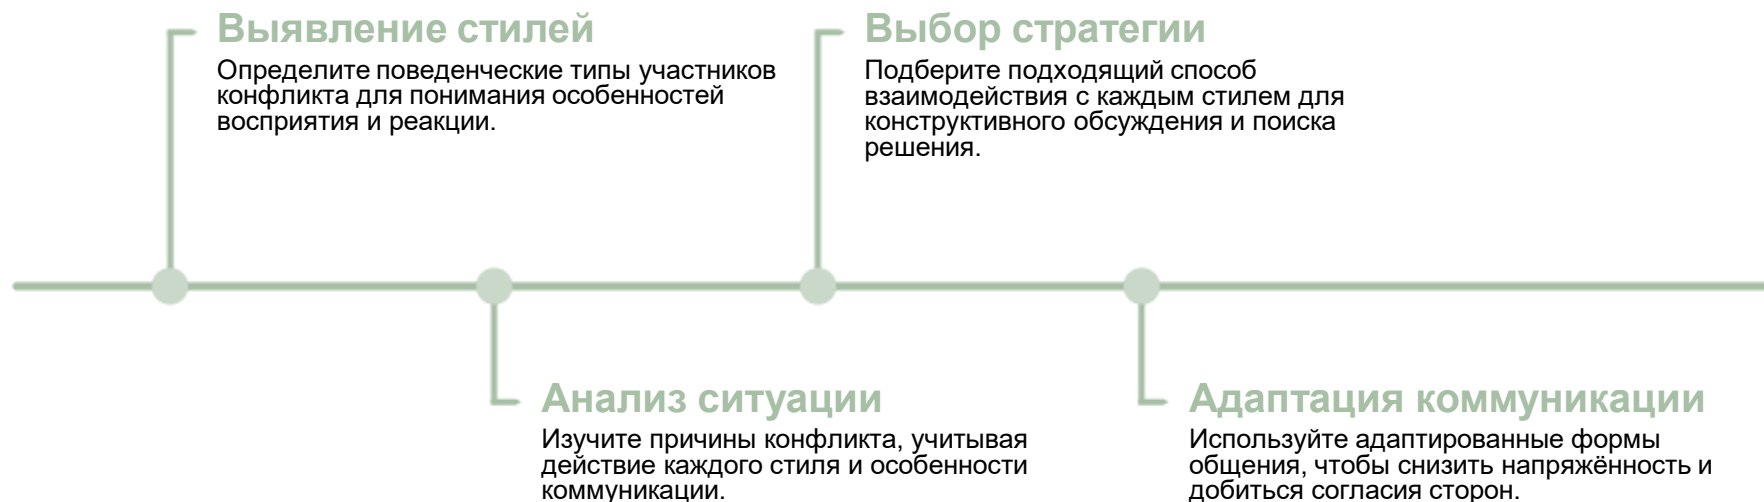 Выявление стилей
Определите поведенческие типы участников
конфликта для понимания особенностей
восприятия и реакции.
Анализ ситуации
Изучите причины конфликта, учитывая
действие каждого стиля и особенности
коммуникации.
Выбор стратегии
Подберите подходящий способ
взаимодействия с каждым стилем для
конструктивного обсуждения и поиска
решения.
Адаптация коммуникации
Используйте адаптированные формы
общения, чтобы снизить напряжённость и
добиться согласия сторон.